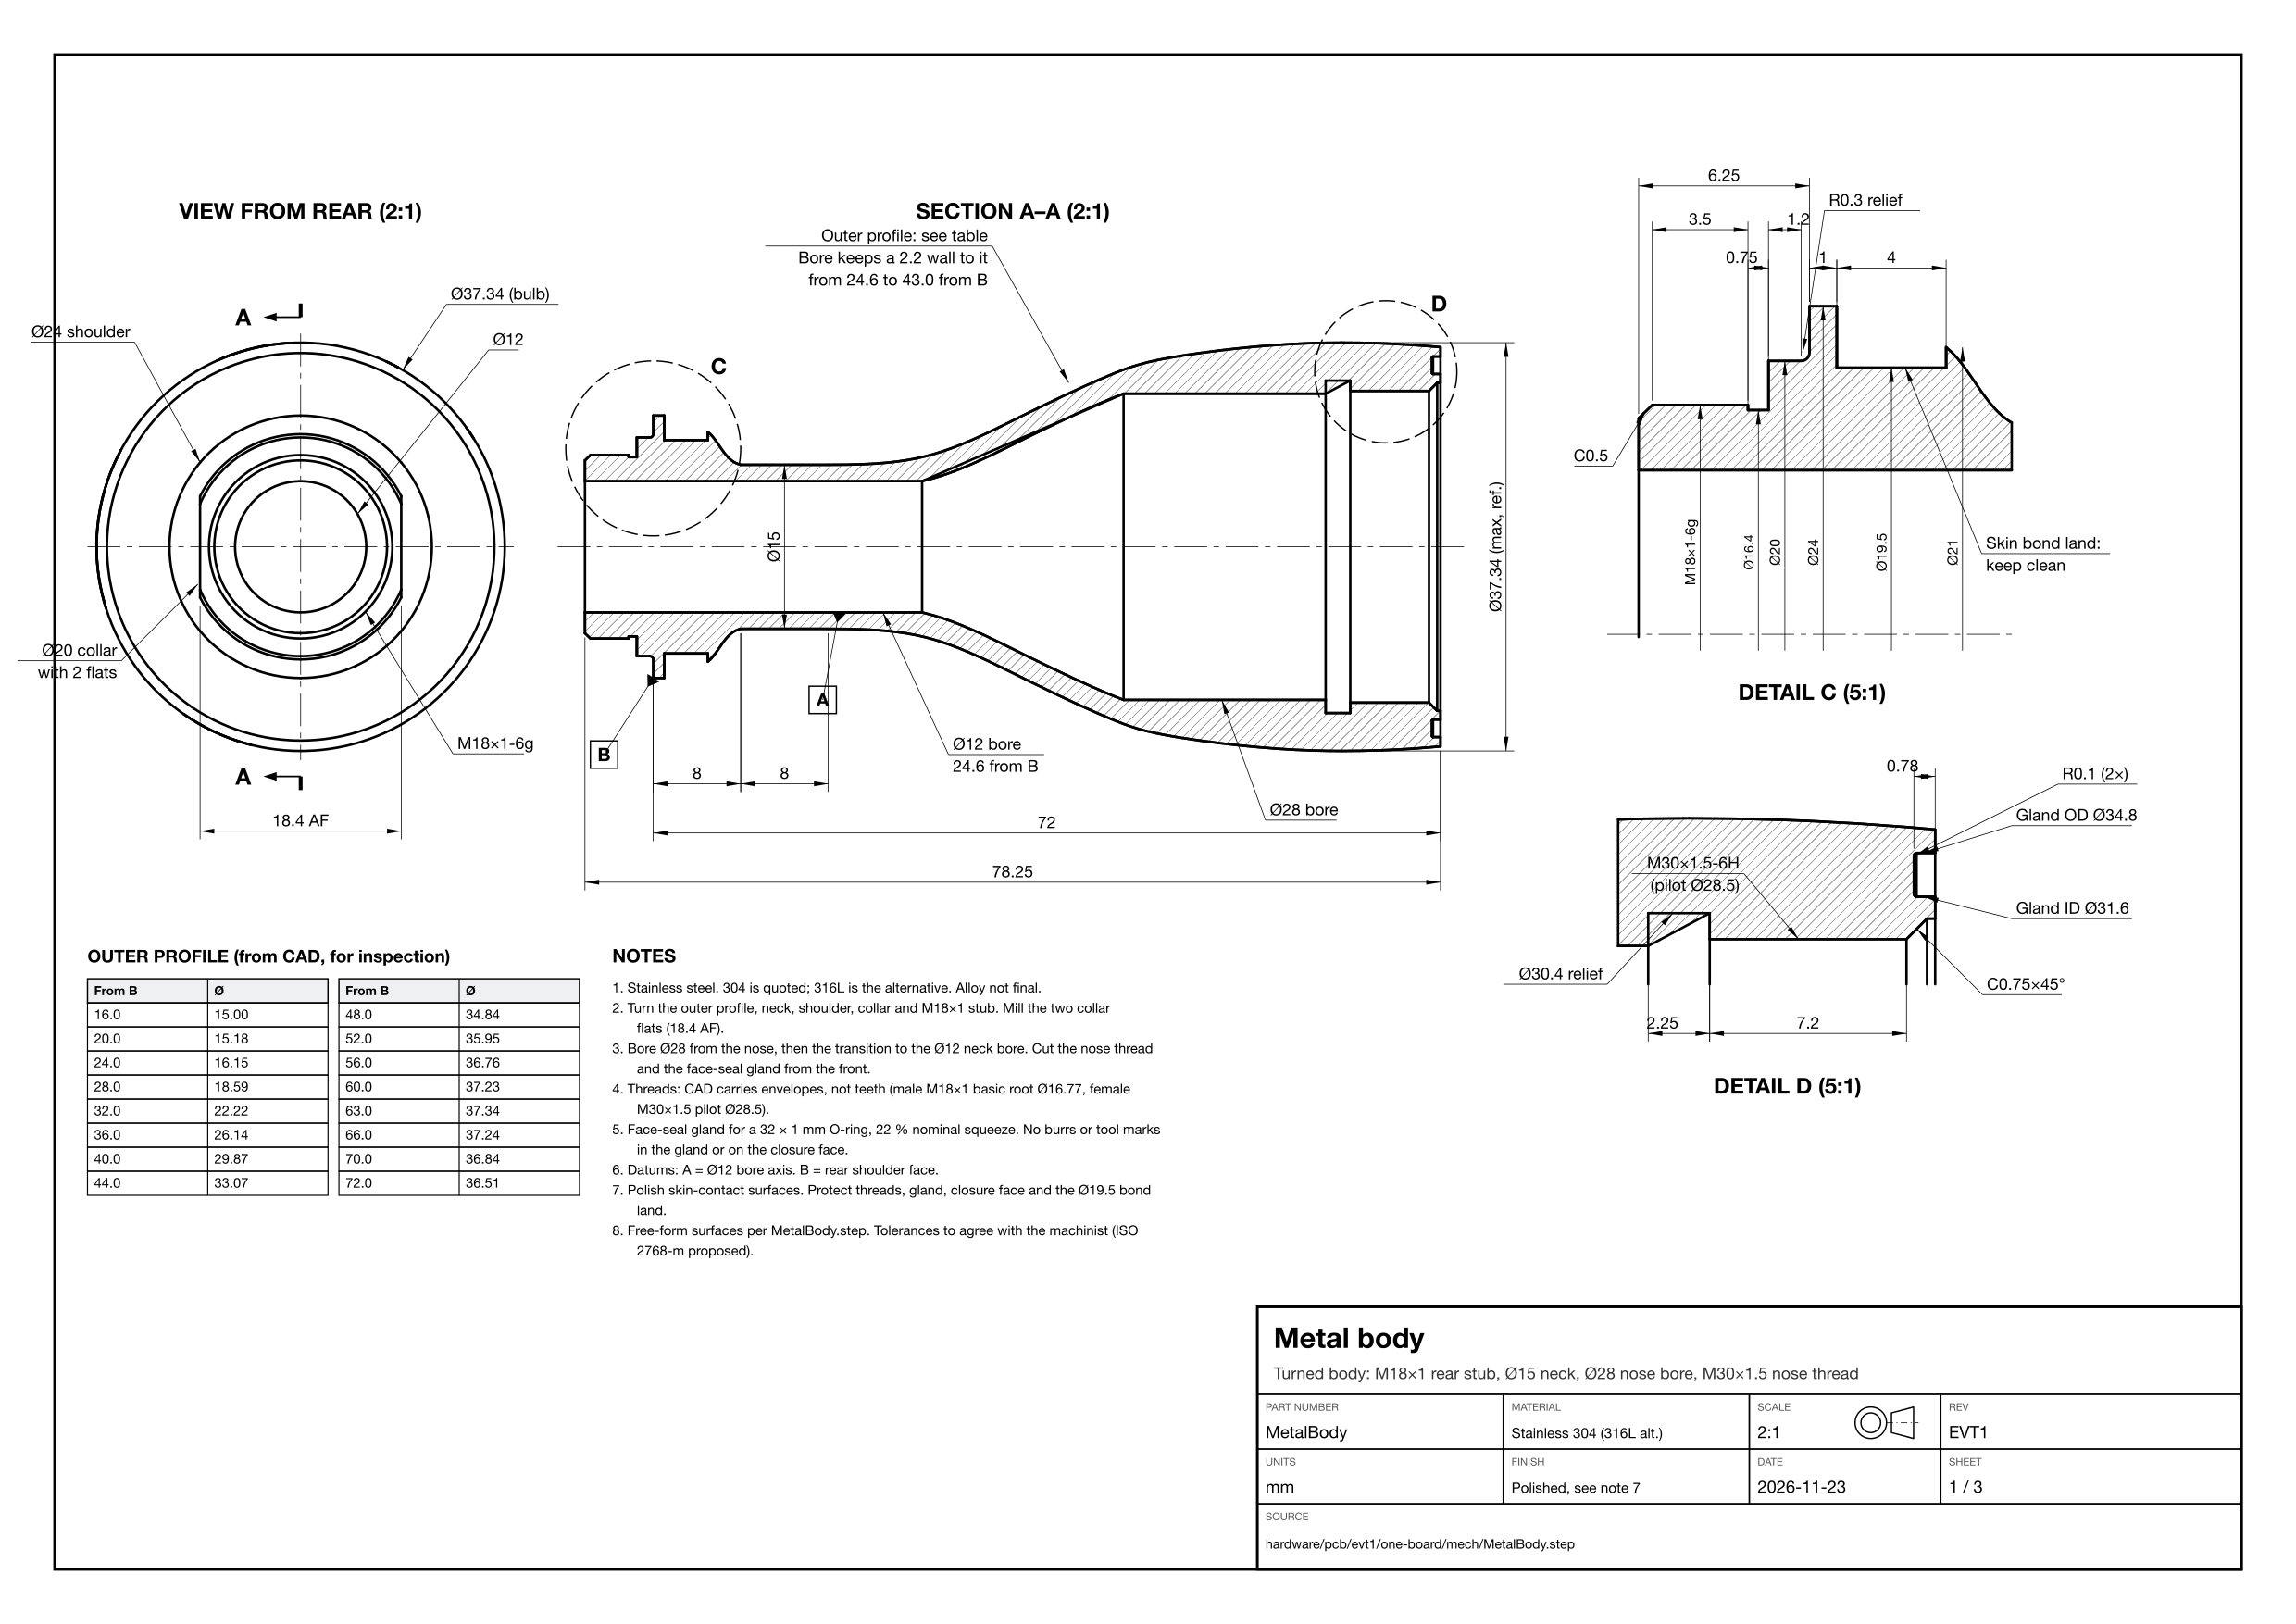 VIEW FROM REAR (2:1)
Ø37.34 (bulb)
Ø24 shoulder
A
Ø12
Ø20 collar
with 2 flats
M18×1-6g
A
18.4 AF
SECTION A–A (2:1)
Outer profile: see table
Bore keeps a 2.2 wall to it
from 24.6 to 43.0 from B
C
D
Ø15
Ø37.34 (max, ref.)
A
B
Ø12 bore
24.6 from B
8
8
Ø28 bore
72
78.25
6.25
R0.3 relief
3.5
1.2
0.75
1
4
C0.5
M18×1-6g
Ø16.4
Ø20
Ø24
Ø19.5
Ø21
Skin bond land:
keep clean
DETAIL C (5:1)
0.78
R0.1 (2×)
Gland OD Ø34.8
M30×1.5-6H
(pilot Ø28.5)
Gland ID Ø31.6
Ø30.4 relief
C0.75×45°
2.25
7.2
DETAIL D (5:1)
OUTER PROFILE (from CAD, for inspection)
From B Ø From B Ø
16.0 15.00 48.0 34.84
20.0 15.18 52.0 35.95
24.0 16.15 56.0 36.76
28.0 18.59 60.0 37.23
32.0 22.22 63.0 37.34
36.0 26.14 66.0 37.24
40.0 29.87 70.0 36.84
44.0 33.07 72.0 36.51
NOTES
1. Stainless steel. 304 is quoted; 316L is the alternative. Alloy not final.
2. Turn the outer profile, neck, shoulder, collar and M18×1 stub. Mill the two collar
flats (18.4 AF).
3. Bore Ø28 from the nose, then the transition to the Ø12 neck bore. Cut the nose thread
and the face-seal gland from the front.
4. Threads: CAD carries envelopes, not teeth (male M18×1 basic root Ø16.77, female
M30×1.5 pilot Ø28.5).
5. Face-seal gland for a 32 × 1 mm O-ring, 22 % nominal squeeze. No burrs or tool marks
in the gland or on the closure face.
6. Datums: A = Ø12 bore axis. B = rear shoulder face.
7. Polish skin-contact surfaces. Protect threads, gland, closure face and the Ø19.5 bond
land.
8. Free-form surfaces per MetalBody.step. Tolerances to agree with the machinist (ISO
2768-m proposed).
Metal body
Turned body: M18×1 rear stub, Ø15 neck, Ø28 nose bore, M30×1.5 nose thread
PART NUMBER MATERIAL SCALE REV
MetalBody Stainless 304 (316L alt.) 2:1 EVT1
UNITS FINISH DATE SHEET
mm Polished, see note 7 2026-11-23 1 / 3
SOURCE
hardware/pcb/evt1/one-board/mech/MetalBody.step